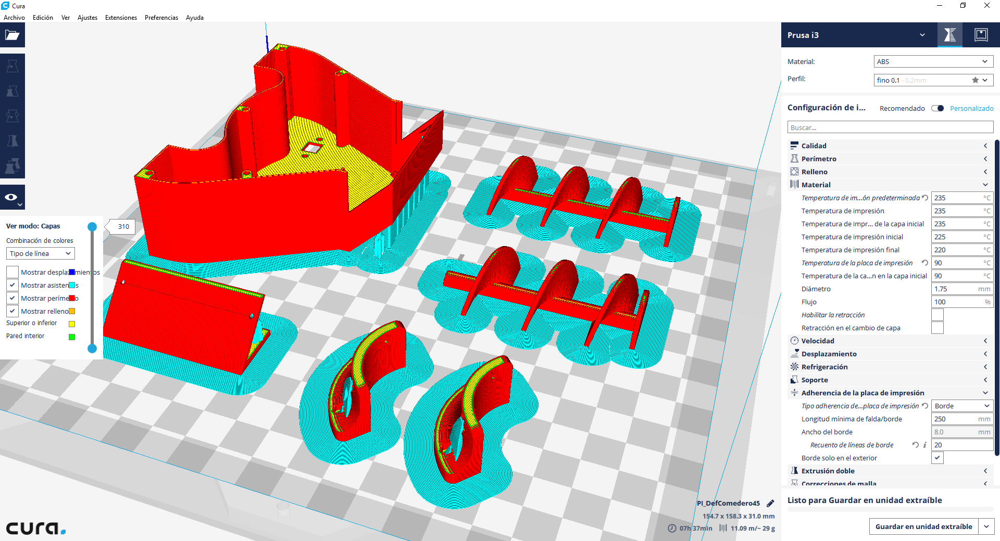 Cura
Archivo Edición Ver Ajustes Extensiones Preferencias Ayuda
Prusa i3
Material: ABS
Perfil: fino 0.1 - 0.2mm
Configuración de i... Recomendado Personalizado
Buscar...
Calidad
Perímetro
Relleno
Material
Temperatura de im...ón predeterminada 235 °C
Temperatura de impresión 235 °C
Temperatura de impr... de la capa inicial 235 °C
Temperatura de impresión inicial 225 °C
Temperatura de impresión final 220 °C
Temperatura de la placa de impresión 90 °C
Temperatura de la ca...n en la capa inicial 90 °C
Diámetro 1.75 mm
Flujo 100 %
Habilitar la retracción
Retracción en el cambio de capa
Velocidad
Desplazamiento
Refrigeración
Soporte
Adherencia de la placa de impresión
Tipo adherencia de...placa de impresión Borde
Longitud mínima de falda/borde 250 mm
Ancho del borde 8.0 mm
Recuento de líneas de borde i 20
Borde solo en el exterior
Extrusión doble
Correcciones de malla
Listo para Guardar en unidad extraíble
Guardar en unidad extraíble
Ver modo: Capas
310
Combinación de colores
Tipo de línea
Mostrar desplazamientos
Mostrar asistentes
Mostrar perímetro
Mostrar relleno
Superior o inferior
Pared interior
PI_DefComedero45
154.7 x 158.3 x 31.0 mm
07h 37min 11.09 m/~ 29 g
cura.